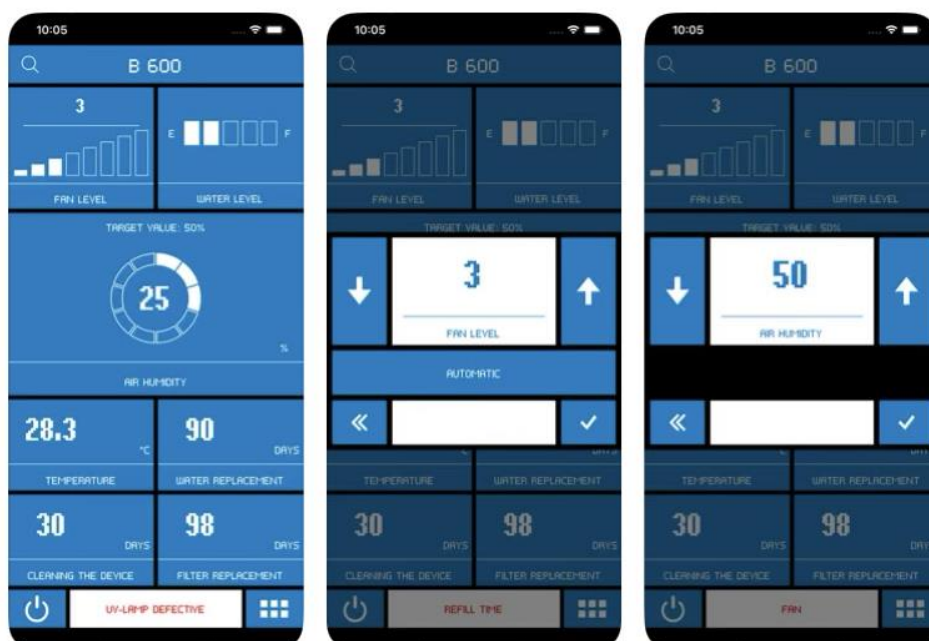 10:05
B 600
3
FAN LEVEL
E F
WATER LEVEL
TARGET VALUE: 50%
25
%
AIR HUMIDITY
28.3
°C
TEMPERATURE
90
DAYS
WATER REPLACEMENT
30
DAYS
CLEANING THE DEVICE
98
DAYS
FILTER REPLACEMENT
UV-LAMP DEFECTIVE
10:05
B 600
3
FAN LEVEL
E F
WATER LEVEL
TARGET VALUE: 50%
3
FAN LEVEL
AUTOMATIC
TEMPERATURE
WATER REPLACEMENT
30
DAYS
CLEANING THE DEVICE
98
DAYS
FILTER REPLACEMENT
REFILL TIME
10:05
B 600
3
FAN LEVEL
E F
WATER LEVEL
TARGET VALUE: 50%
50
AIR HUMIDITY
TEMPERATURE
WATER REPLACEMENT
30
DAYS
CLEANING THE DEVICE
98
DAYS
FILTER REPLACEMENT
FAN